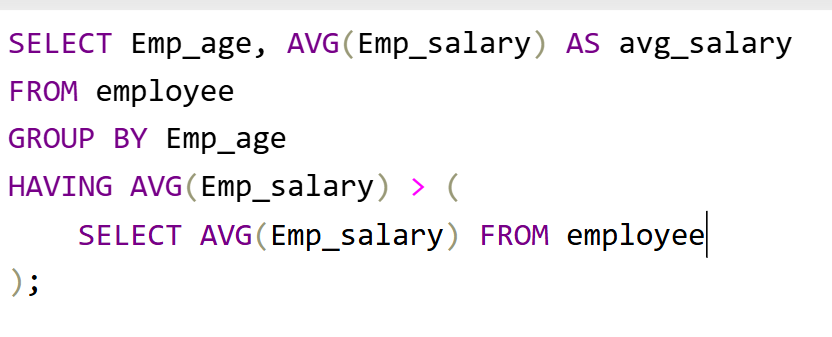 SELECT Emp_age, AVG(Emp_salary) AS avg_salary
FROM employee
GROUP BY Emp_age
HAVING AVG(Emp_salary) > (
    SELECT AVG(Emp_salary) FROM employee
);